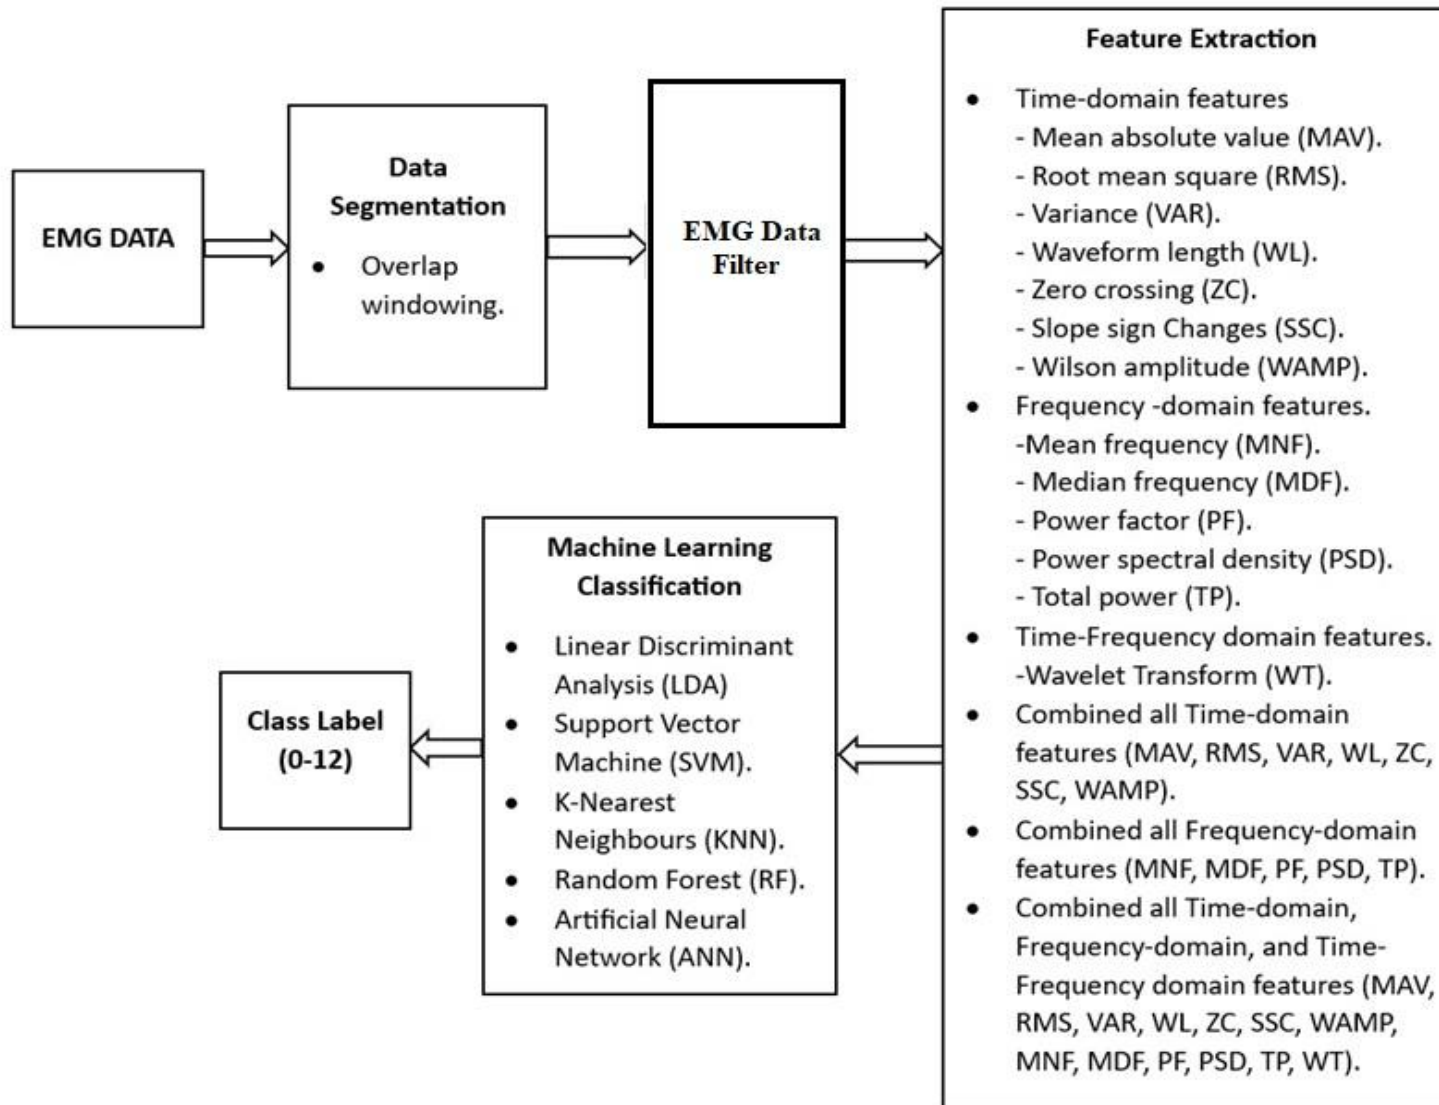 EMG DATA
Data
Segmentation
• Overlap
windowing.
EMG Data
Filter
Feature Extraction
• Time-domain features
- Mean absolute value (MAV).
- Root mean square (RMS).
- Variance (VAR).
- Waveform length (WL).
- Zero crossing (ZC).
- Slope sign Changes (SSC).
- Wilson amplitude (WAMP).
• Frequency -domain features.
-Mean frequency (MNF).
- Median frequency (MDF).
- Power factor (PF).
- Power spectral density (PSD).
- Total power (TP).
• Time-Frequency domain features.
-Wavelet Transform (WT).
• Combined all Time-domain
features (MAV, RMS, VAR, WL, ZC,
SSC, WAMP).
• Combined all Frequency-domain
features (MNF, MDF, PF, PSD, TP).
• Combined all Time-domain,
Frequency-domain, and Time-
Frequency domain features (MAV,
RMS, VAR, WL, ZC, SSC, WAMP,
MNF, MDF, PF, PSD, TP, WT).
Machine Learning
Classification
• Linear Discriminant
Analysis (LDA)
• Support Vector
Machine (SVM).
• K-Nearest
Neighbours (KNN).
• Random Forest (RF).
• Artificial Neural
Network (ANN).
Class Label
(0-12)